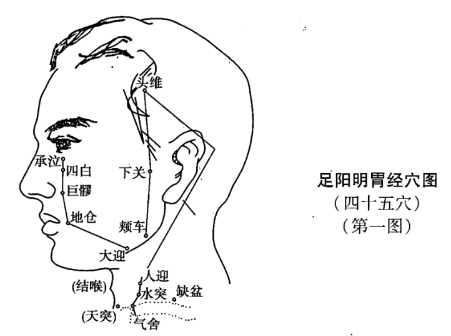 头维
承泣
四白
下关
巨髎
地仓
颊车
大迎
人迎
(结喉)
水突
缺盆
(天突)
气舍
足阳明胃经穴图
(四十五穴)
(第一图)